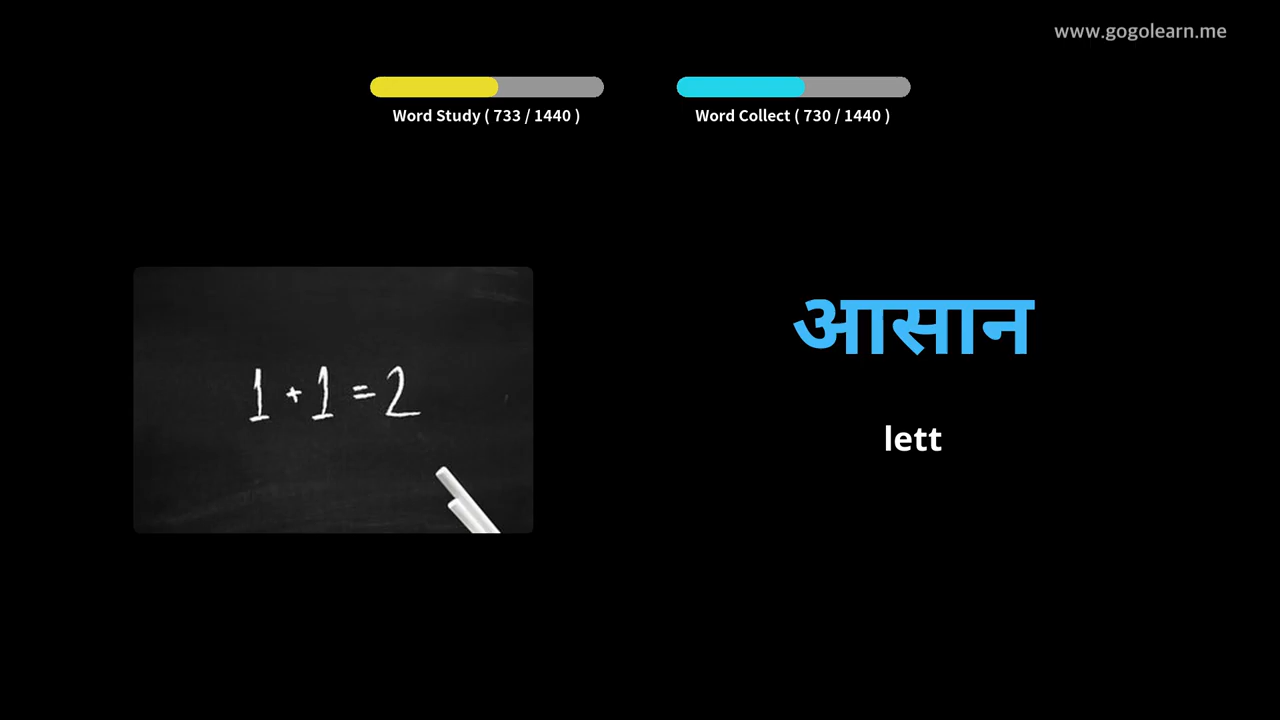 www.gogolearn.me
Word Study ( 733 / 1440 )
Word Collect ( 730 / 1440 )
1 + 1 = 2
आसान
lett